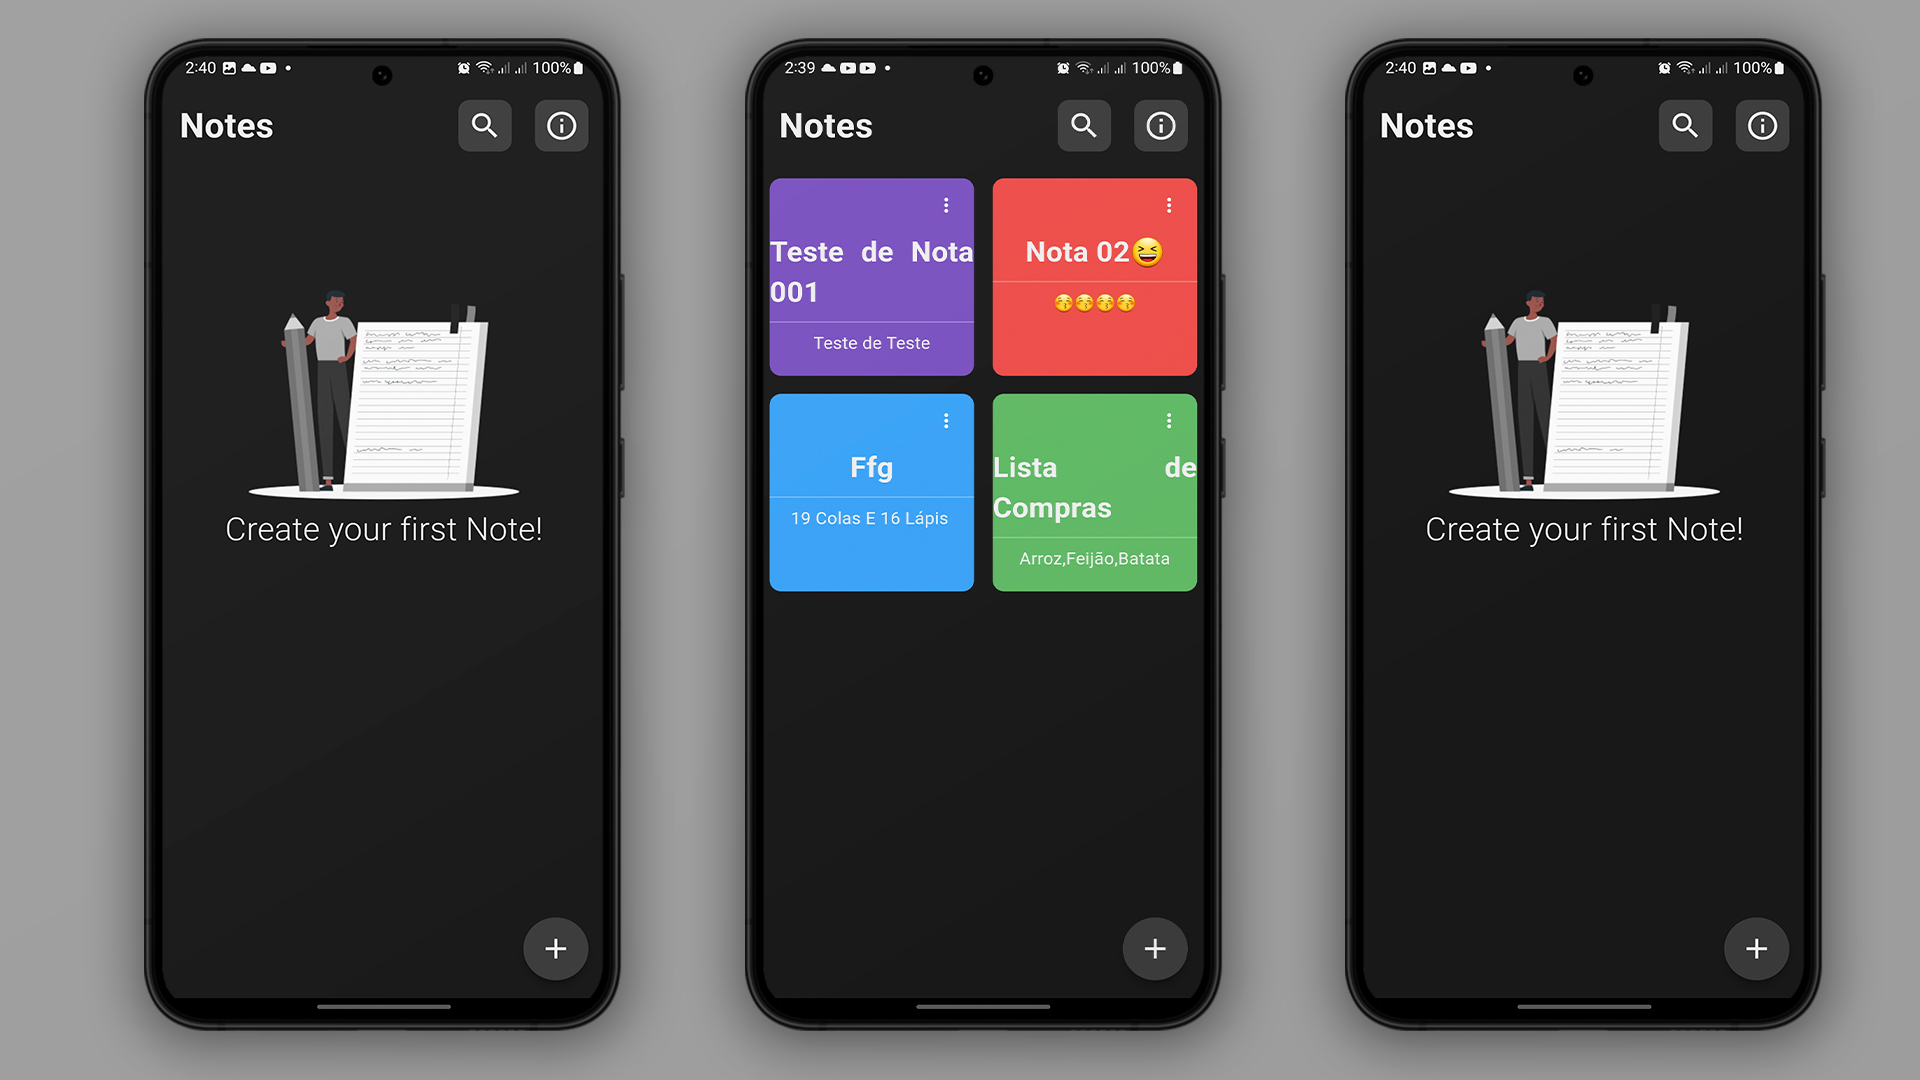 2:40
100%
Notes
Create your first Note!
2:39
100%
Notes
Teste de Nota
001
Teste de Teste
Nota 02😆
😚😚😚😚
Ffg
19 Colas E 16 Lápis
Lista de
Compras
Arroz,Feijão,Batata
2:40
100%
Notes
Create your first Note!